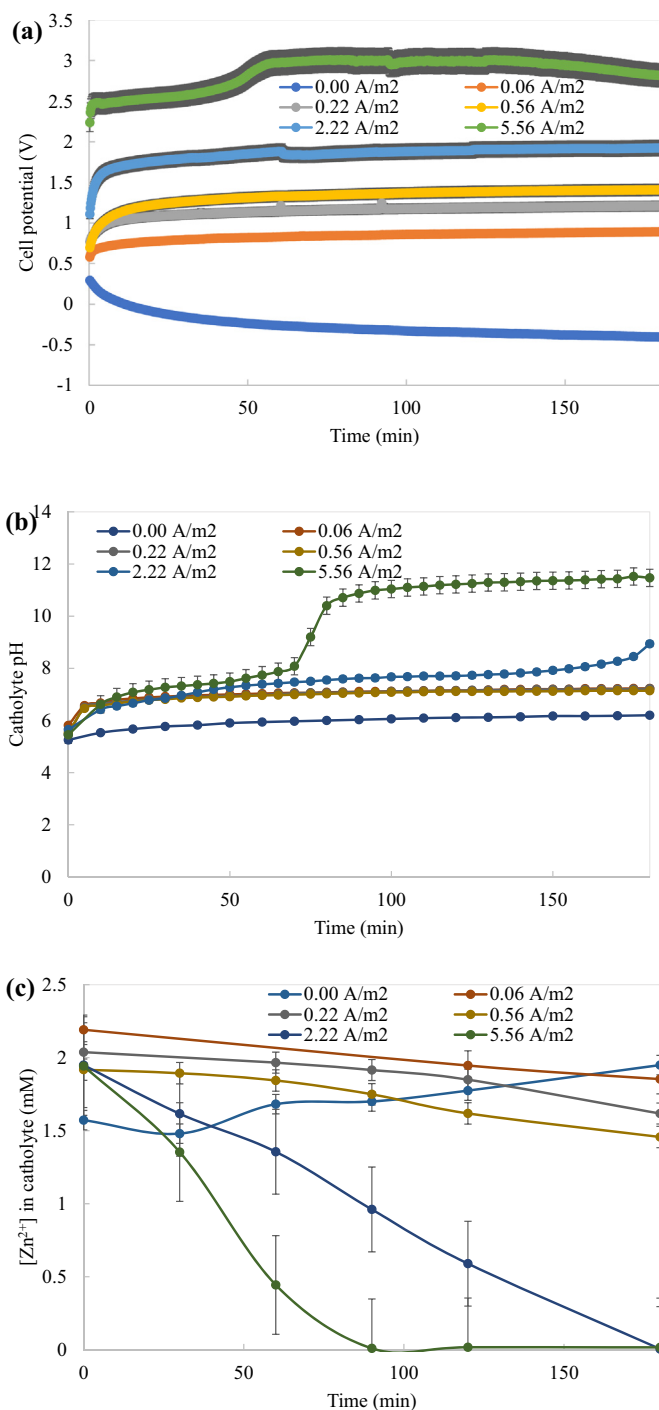 (a)
3.5
3
2.5
2
1.5
1
0.5
0
-0.5
-1
Cell potential (V)
0.00 A/m2 0.06 A/m2
0.22 A/m2 0.56 A/m2
2.22 A/m2 5.56 A/m2
0 50 100 150
Time (min)
(b)
14
12
10
8
6
4
2
0
Catholyte pH
0.00 A/m2 0.06 A/m2
0.22 A/m2 0.56 A/m2
2.22 A/m2 5.56 A/m2
0 50 100 150
Time (min)
(c)
2.5
2
1.5
1
0.5
0
[Zn²⁺] in catholyte (mM)
0.00 A/m2 0.06 A/m2
0.22 A/m2 0.56 A/m2
2.22 A/m2 5.56 A/m2
0 50 100 150
Time (min)